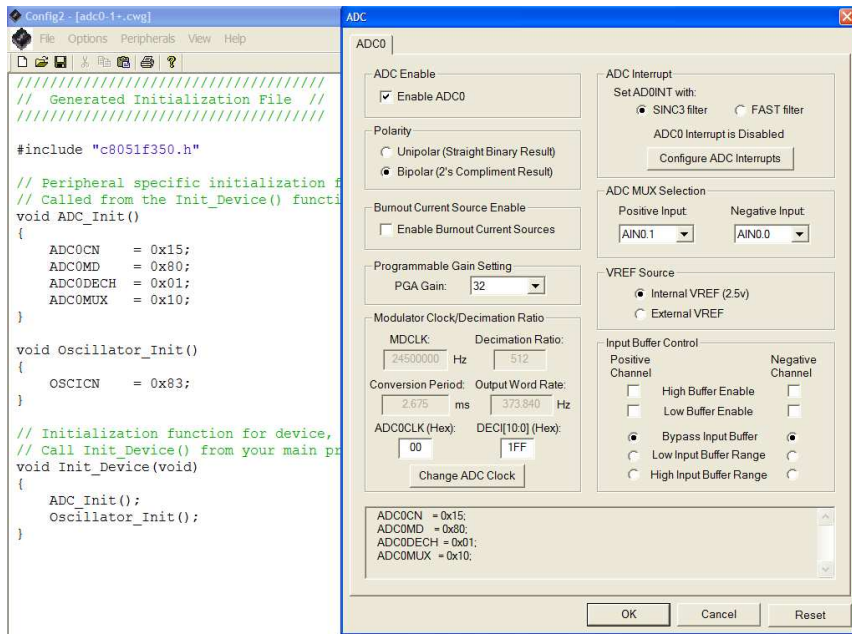 Config2 - [adc0-1+.cwg]
File Options Peripherals View Help
//////////////////////////////////////
// Generated Initialization File //
//////////////////////////////////////
#include "c8051f350.h"
// Peripheral specific initialization f
// Called from the Init_Device() functi
void ADC_Init()
{
ADC0CN = 0x15;
ADC0MD = 0x80;
ADC0DECH = 0x01;
ADC0MUX = 0x10;
}
void Oscillator_Init()
{
OSCICN = 0x83;
}
// Initialization function for device,
// Call Init_Device() from your main pr
void Init_Device(void)
{
ADC_Init();
Oscillator_Init();
}
ADC
ADC0
ADC Enable
Enable ADC0
Polarity
Unipolar (Straight Binary Result)
Bipolar (2's Compliment Result)
Burnout Current Source Enable
Enable Burnout Current Sources
Programmable Gain Setting
PGA Gain: 32
Modulator Clock/Decimation Ratio
MDCLK: Decimation Ratio:
24500000 Hz 512
Conversion Period: Output Word Rate:
2.675 ms 373.840 Hz
ADC0CLK (Hex): DECI[10:0] (Hex):
00 1FF
Change ADC Clock
ADC Interrupt
Set AD0INT with:
SINC3 filter FAST filter
ADC0 Interrupt is Disabled
Configure ADC Interrupts
ADC MUX Selection
Positive Input: Negative Input:
AIN0.1 AIN0.0
VREF Source
Internal VREF (2.5v)
External VREF
Input Buffer Control
Positive Channel Negative Channel
High Buffer Enable
Low Buffer Enable
Bypass Input Buffer
Low Input Buffer Range
High Input Buffer Range
ADC0CN = 0x15;
ADC0MD = 0x80;
ADC0DECH = 0x01;
ADC0MUX = 0x10;
OK Cancel Reset